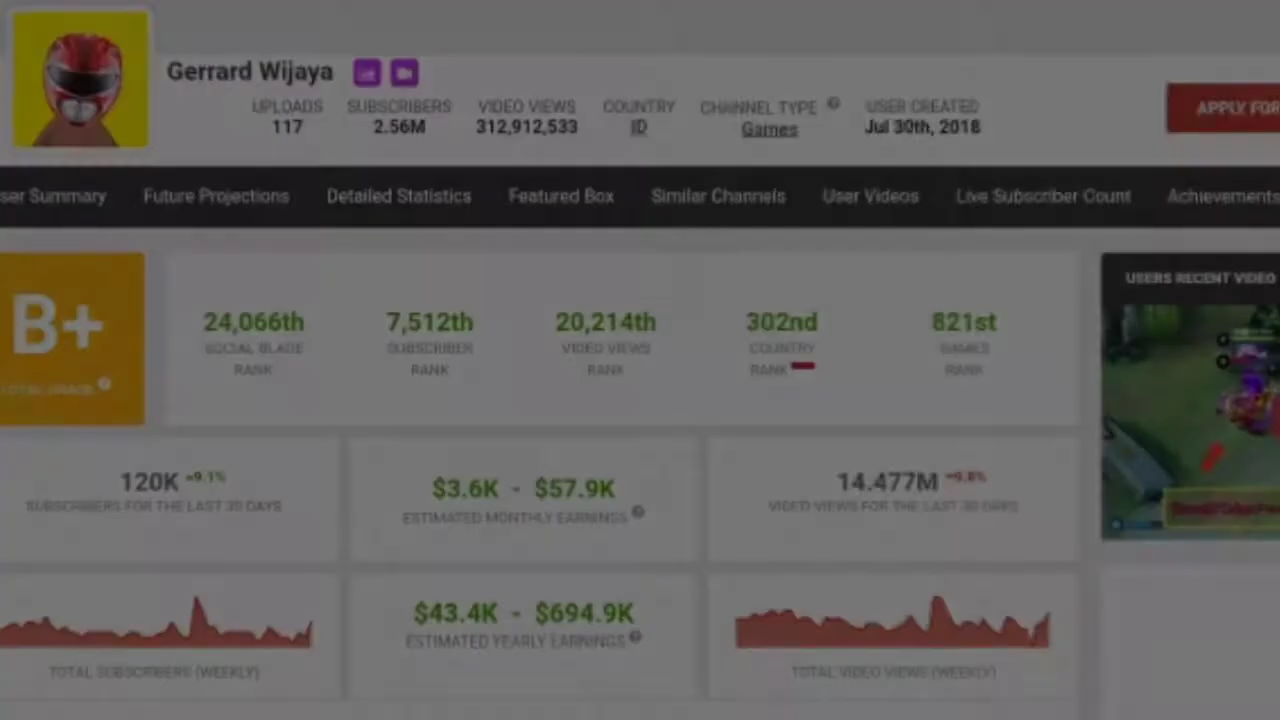 Gerrard Wijaya
UPLOADS SUBSCRIBERS VIDEO VIEWS COUNTRY CHANNEL TYPE USER CREATED
117 2.56M 312,912,533 ID Games Jul 30th, 2018
APPLY FOR
ser Summary Future Projections Detailed Statistics Featured Box Similar Channels User Videos Live Subscriber Count Achievements
B+
TOTAL GRADE
24,066th 7,512th 20,214th 302nd 821st
SOCIAL BLADE SUBSCRIBER VIDEO VIEWS COUNTRY GAMES
RANK RANK RANK RANK RANK
USERS RECENT VIDEO
120K
SUBSCRIBERS FOR THE LAST 30 DAYS
$3.6K - $57.9K
ESTIMATED MONTHLY EARNINGS
14.477M
VIDEO VIEWS FOR THE LAST 30 DAYS
$43.4K - $694.9K
ESTIMATED YEARLY EARNINGS
TOTAL SUBSCRIBERS (WEEKLY)
TOTAL VIDEO VIEWS (WEEKLY)